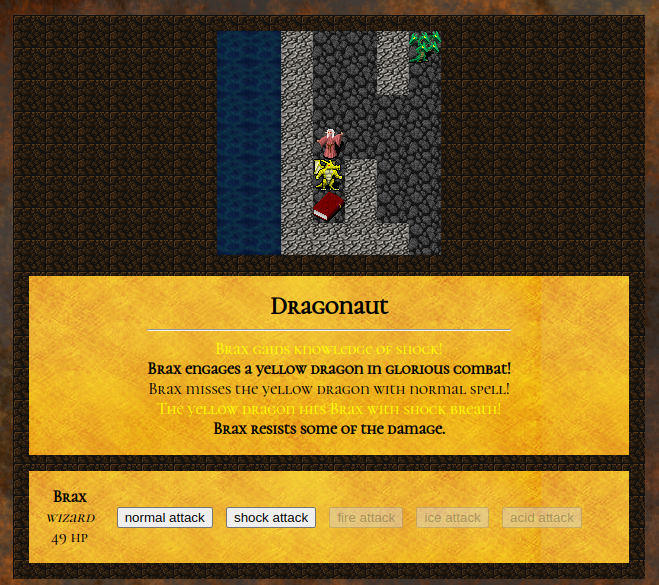 Dragonaut
Brax gains knowledge of shock!
Brax engages a yellow dragon in glorious combat!
Brax misses the yellow dragon with normal spell!
The yellow dragon hits Brax with shock breath!
Brax resists some of the damage.
Brax
wizard
49 HP
normal attack
shock attack
fire attack
ice attack
acid attack